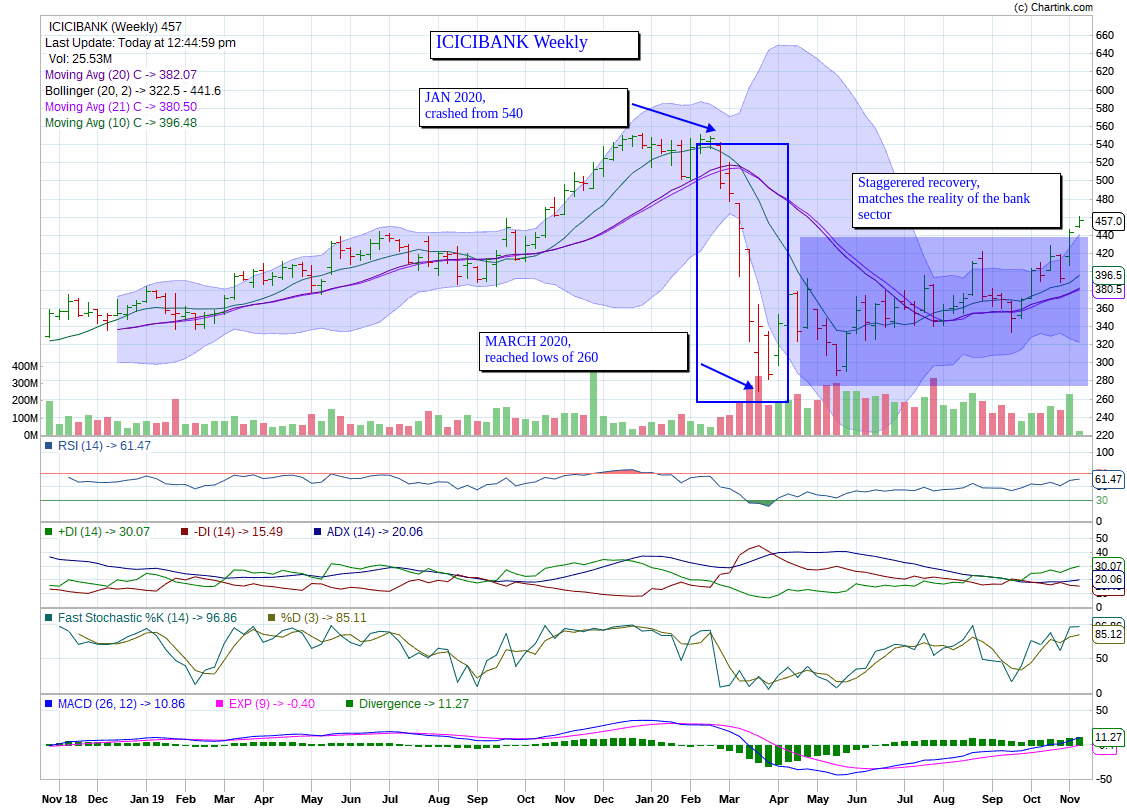 (c) Chartink.com
ICICIBANK (Weekly) 457
Last Update: Today at 12:44:59 pm
Vol: 25.53M
Moving Avg (20) C -> 382.07
Bollinger (20, 2) -> 322.5 - 441.6
Moving Avg (21) C -> 380.50
Moving Avg (10) C -> 396.48
ICICIBANK Weekly
JAN 2020,
crashed from 540
Staggerered recovery,
matches the reality of the bank
sector
MARCH 2020,
reached lows of 260
660
640
620
600
580
560
540
520
500
480
457.0
440
420
396.5
380.5
360
340
320
300
280
260
240
220
400M
300M
200M
100M
0M
RSI (14) -> 61.47
100
61.47
30
0
+DI (14) -> 30.07 -DI (14) -> 15.49 ADX (14) -> 20.06
50
40
30.07
20.06
0
Fast Stochastic %K (14) -> 96.86 %D (3) -> 85.11
85.12
50
0
MACD (26, 12) -> 10.86 EXP (9) -> -0.40 Divergence -> 11.27
50
11.27
-50
Nov 18 Dec Jan 19 Feb Mar Apr May Jun Jul Aug Sep Oct Nov Dec Jan 20 Feb Mar Apr May Jun Jul Aug Sep Oct Nov